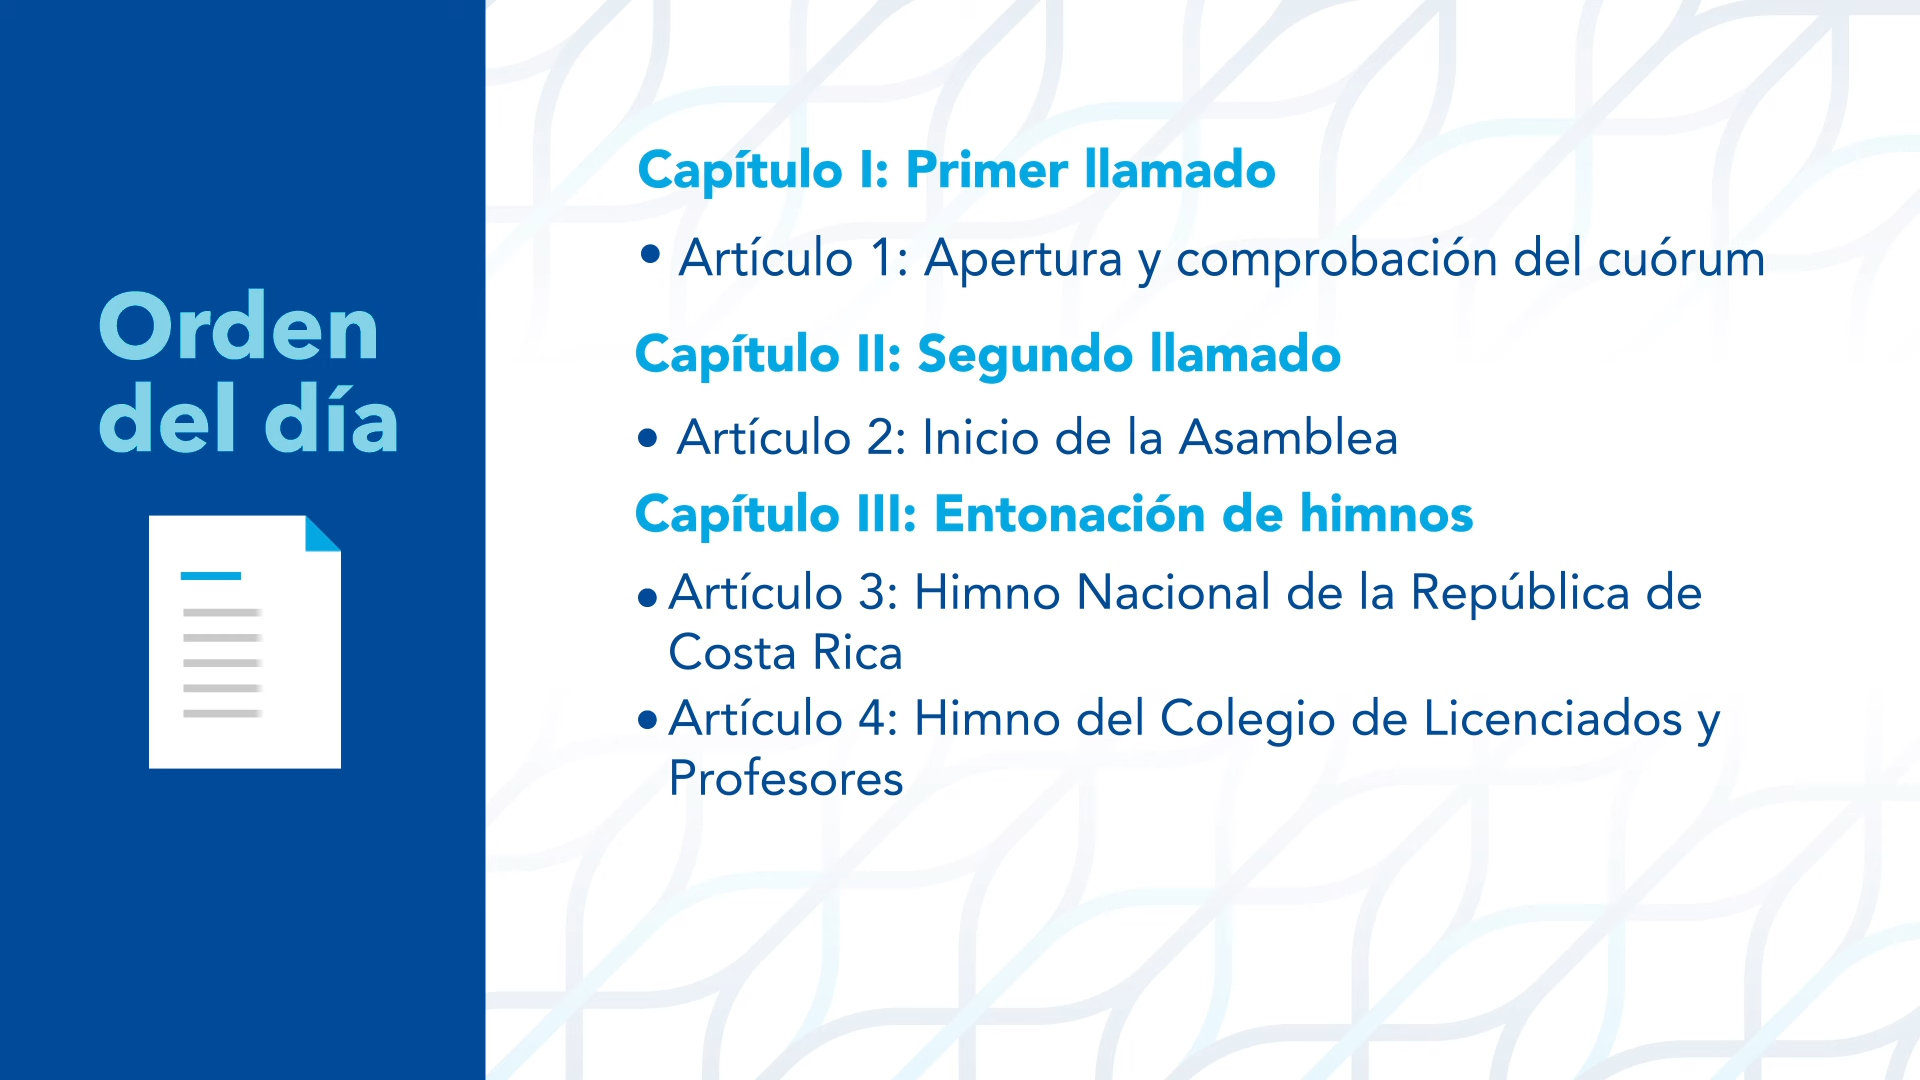 Orden
del día
Capítulo I: Primer llamado
• Artículo 1: Apertura y comprobación del cuórum
Capítulo II: Segundo llamado
• Artículo 2: Inicio de la Asamblea
Capítulo III: Entonación de himnos
• Artículo 3: Himno Nacional de la República de
Costa Rica
• Artículo 4: Himno del Colegio de Licenciados y
Profesores